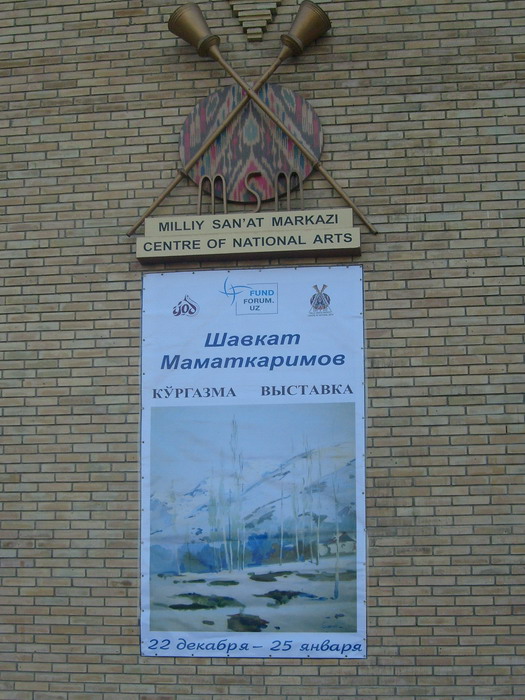 MILLIY SAN'AT MARKAZI
CENTRE OF NATIONAL ARTS
FUND
FORUM.
UZ
Шавкат
Маматкаримов
КЎРГАЗМА ВЫСТАВКА
22 декабря – 25 января